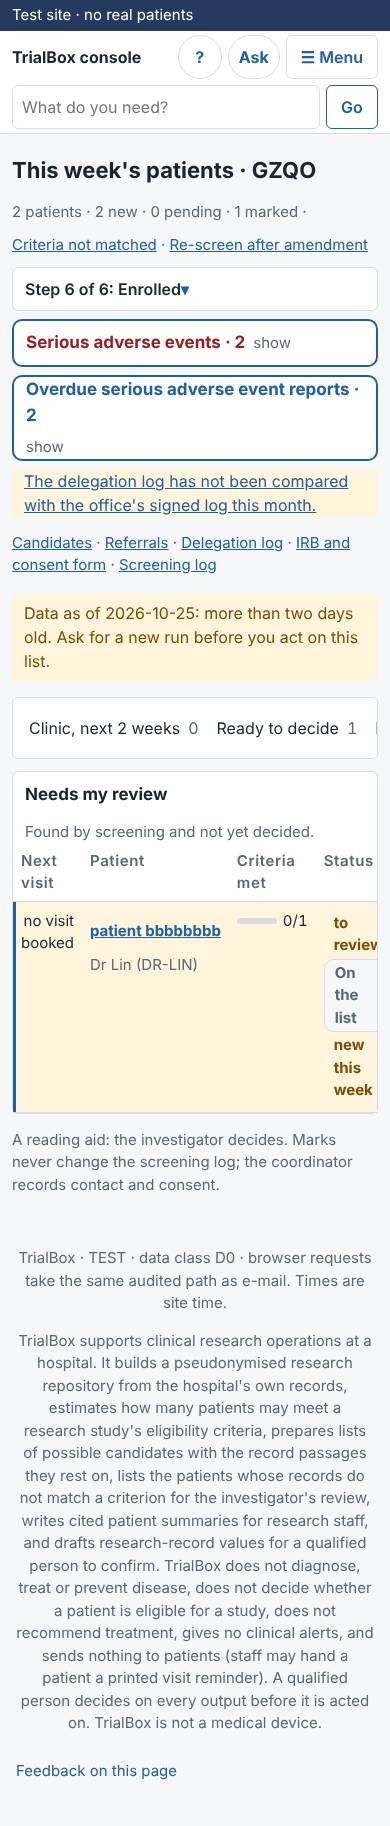 Test site - no real patients
TrialBox console
?
Ask
☰ Menu
What do you need?
Go
This week's patients · GZQO
2 patients · 2 new · 0 pending · 1 marked ·
Criteria not matched · Re-screen after amendment
Step 6 of 6: Enrolled▾
Serious adverse events · 2 show
Overdue serious adverse event reports ·
2
show
The delegation log has not been compared
with the office's signed log this month.
Candidates · Referrals · Delegation log · IRB and
consent form · Screening log
Data as of 2026-10-25: more than two days
old. Ask for a new run before you act on this
list.
Clinic, next 2 weeks 0 Ready to decide 1
Needs my review
Found by screening and not yet decided.
Next
visit
Patient
Criteria
met
Status
no visit
booked
patient bbbbbbbb
Dr Lin (DR-LIN)
0/1
to
review
On
the
list
new
this
week
A reading aid: the investigator decides. Marks
never change the screening log; the coordinator
records contact and consent.
TrialBox · TEST · data class D0 · browser requests
take the same audited path as e-mail. Times are
site time.
TrialBox supports clinical research operations at a
hospital. It builds a pseudonymised research
repository from the hospital's own records,
estimates how many patients may meet a
research study's eligibility criteria, prepares lists
of possible candidates with the record passages
they rest on, lists the patients whose records do
not match a criterion for the investigator's review,
writes cited patient summaries for research staff,
and drafts research-record values for a qualified
person to confirm. TrialBox does not diagnose,
treat or prevent disease, does not decide whether
a patient is eligible for a study, does not
recommend treatment, gives no clinical alerts, and
sends nothing to patients (staff may hand a
patient a printed visit reminder). A qualified
person decides on every output before it is acted
on. TrialBox is not a medical device.
Feedback on this page